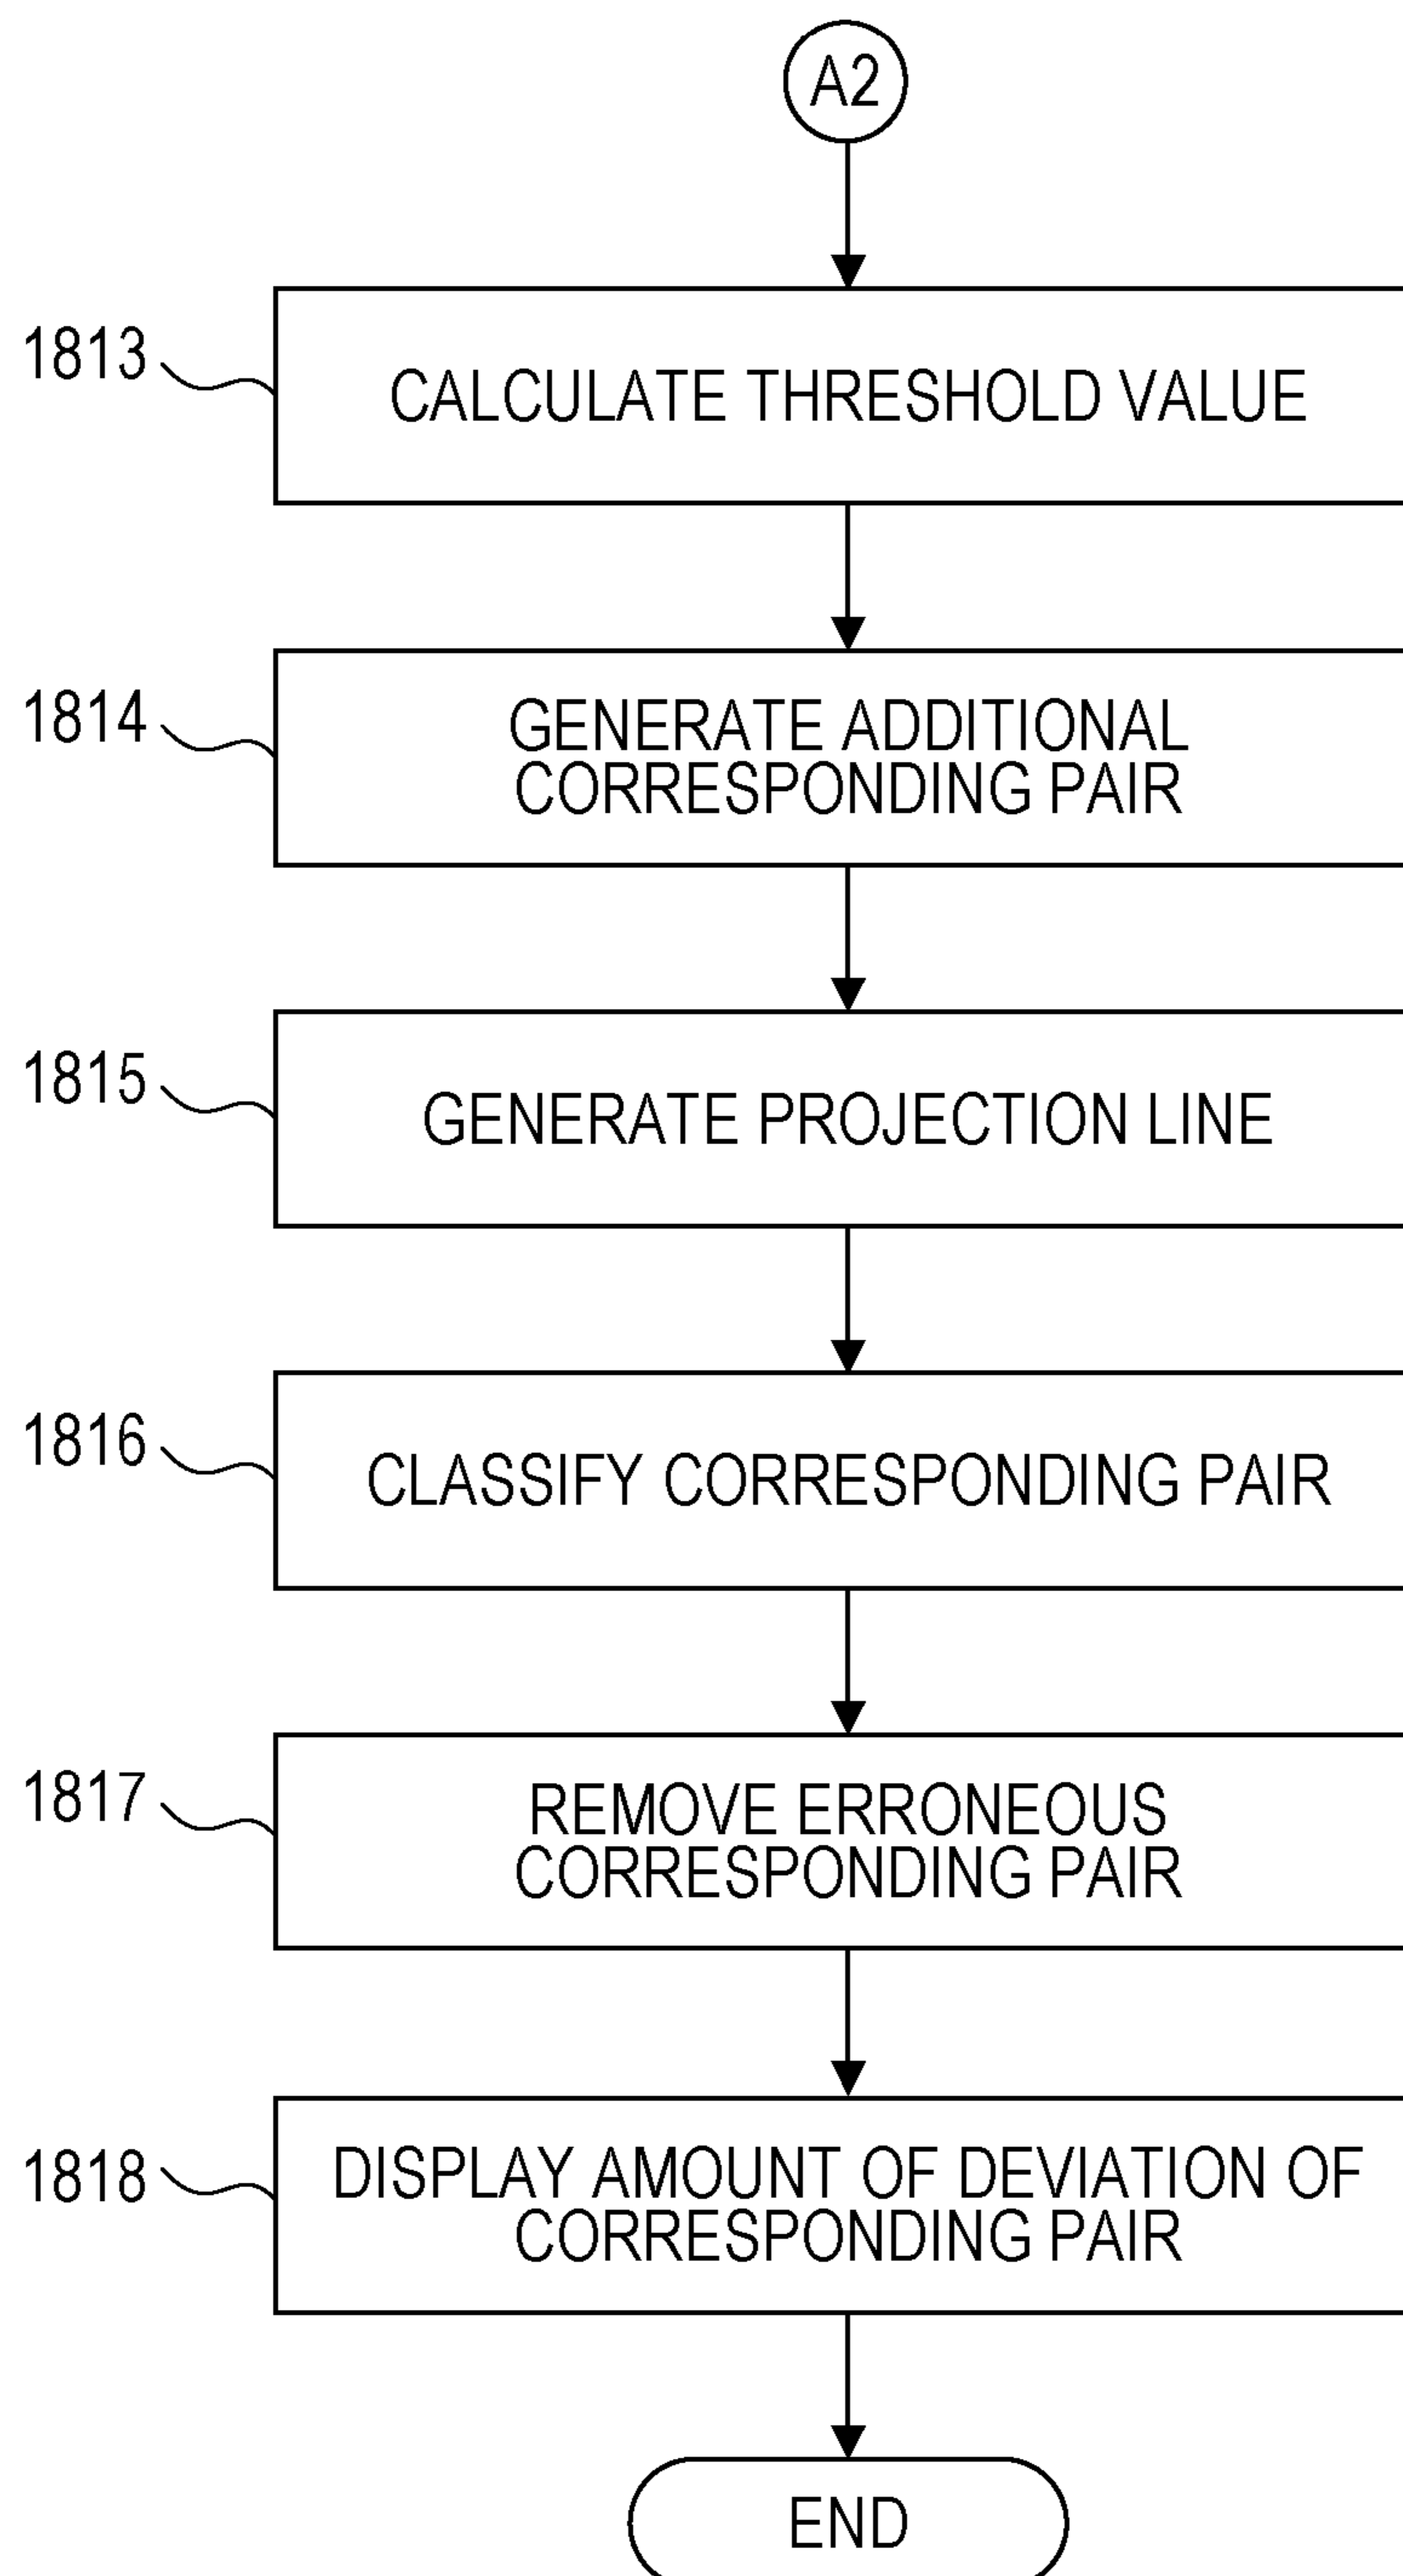 A2
1813
CALCULATE THRESHOLD VALUE
1814
GENERATE ADDITIONAL
CORRESPONDING PAIR
1815
GENERATE PROJECTION LINE
1816
CLASSIFY CORRESPONDING PAIR
1817
REMOVE ERRONEOUS
CORRESPONDING PAIR
1818
DISPLAY AMOUNT OF DEVIATION OF
CORRESPONDING PAIR
END